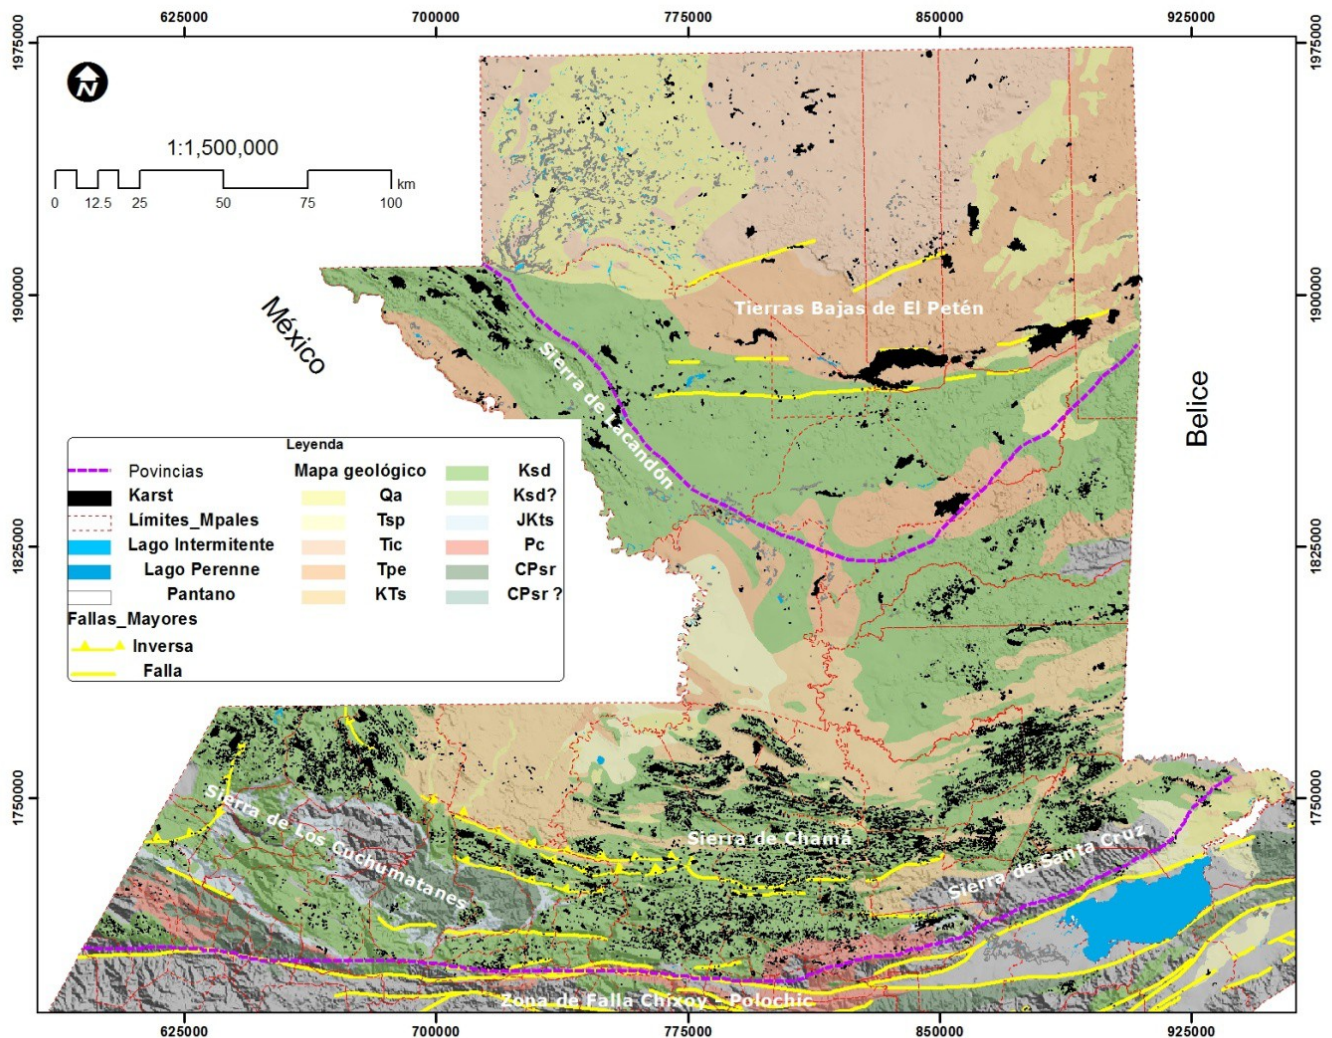 625000 700000 775000 850000 925000
1975000 1975000
N
1:1,500,000
km
0 12.5 25 50 75 100
1900000 1900000
México
Tierras Bajas de El Petén
Sierra de Lacandón
Belice
Leyenda
Povincias
Karst
Límites_Mpales
Lago Intermitente
Lago Perenne
Pantano
Fallas_Mayores
Inversa
Falla
Mapa geológico
Qa
Tsp
Tic
Tpe
KTs
Ksd
Ksd?
JKts
Pc
CPsr
CPsr ?
1825000 1825000
1750000 1750000
Sierra de Los Cuchumatanes
Sierra de Chamá
Sierra de Santa Cruz
Zona de Falla Chixoy - Polochic
625000 700000 775000 850000 925000